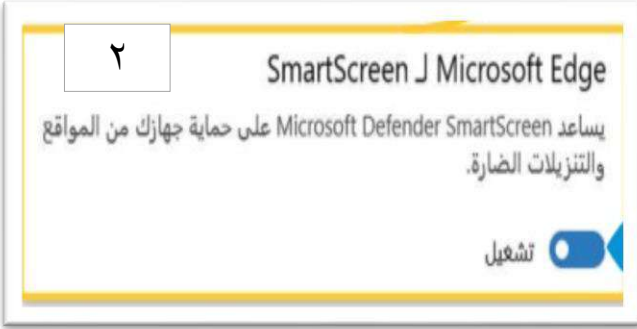 ٢
SmartScreen لـ Microsoft Edge
يساعد Microsoft Defender SmartScreen على حماية جهازك من المواقع
والتنزيلات الضارة.
تشغيل